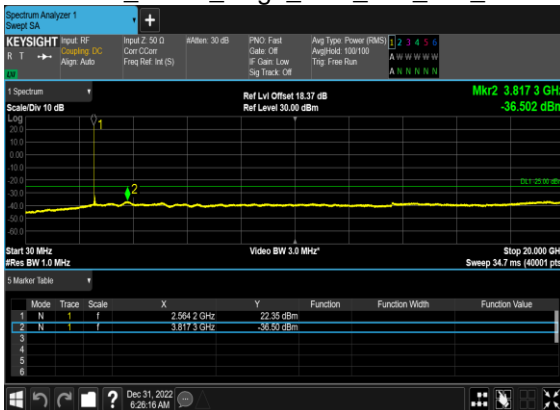 Spectrum Analyzer 1
Swept SA
KEYSIGHT Input: RF Input Z: 50 Ω #Atten: 30 dB PNO: Fast Avg Type: Power (RMS) 1 2 3 4 5 6
R T Coupling: DC Corr CCorr Gate: Off Avg|Hold: 100/100 A W W W W W
Align: Auto Freq Ref: Int (S) IF Gain: Low Trig: Free Run
Sig Track: Off A N N N N N
1 Spectrum Ref Lvl Offset 18.37 dB Mkr2 3.817 3 GHz
Scale/Div 10 dB Ref Level 30.00 dBm -36.502 dBm
Log
20.0
10.0
0.00
-10.0
-20.0
-30.0
-40.0
-50.0
-60.0
1
2
Start 30 MHz Video BW 3.0 MHz* Stop 20.000 GH
#Res BW 1.0 MHz Sweep 34.7 ms (40001 pts
5 Marker Table
Mode Trace Scale X Y Function Function Width Function Value
1 N 1 f 2.564 2 GHz 22.35 dBm
2 N 1 f 3.817 3 GHz -36.50 dBm
3
4
5
6
? Dec 31, 2022
6:26:16 AM